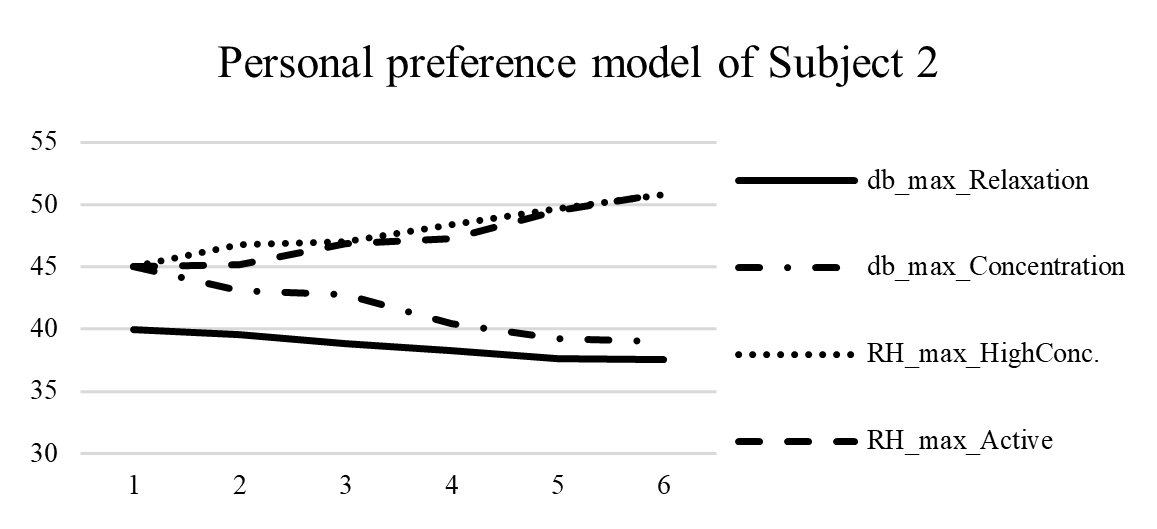 Personal preference model of Subject 2
55
50
45
40
35
30
1 2 3 4 5 6
db_max_Relaxation
db_max_Concentration
RH_max_HighConc.
RH_max_Active